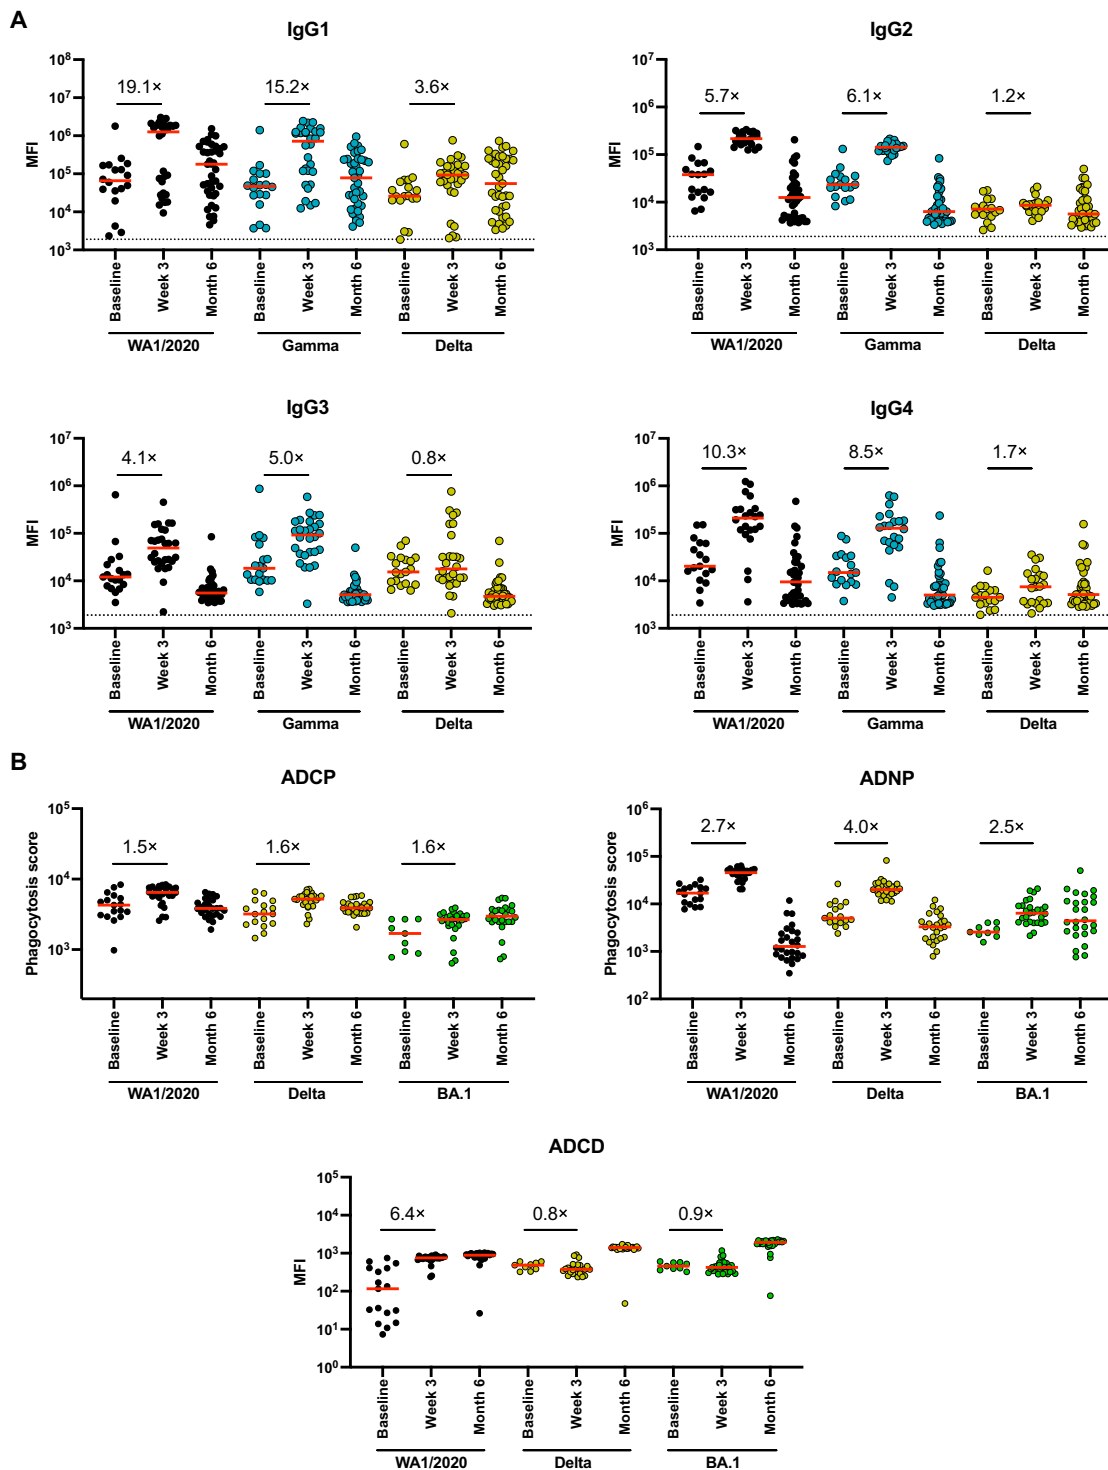 A
IgG1
IgG2
10⁸
10⁷
10⁶
10⁵
10⁴
10³
MFI
19.1×
15.2×
3.6×
Baseline
Week 3
Month 6
Baseline
Week 3
Month 6
Baseline
Week 3
Month 6
WA1/2020
Gamma
Delta
10⁷
10⁶
10⁵
10⁴
10³
MFI
5.7×
6.1×
1.2×
Baseline
Week 3
Month 6
Baseline
Week 3
Month 6
Baseline
Week 3
Month 6
WA1/2020
Gamma
Delta
IgG3
10⁷
10⁶
10⁵
10⁴
10³
MFI
4.1×
5.0×
0.8×
Baseline
Week 3
Month 6
Baseline
Week 3
Month 6
Baseline
Week 3
Month 6
WA1/2020
Gamma
Delta
IgG4
10⁷
10⁶
10⁵
10⁴
10³
MFI
10.3×
8.5×
1.7×
Baseline
Week 3
Month 6
Baseline
Week 3
Month 6
Baseline
Week 3
Month 6
WA1/2020
Gamma
Delta
B
ADCP
10⁵
10⁴
10³
Phagocytosis score
1.5×
1.6×
1.6×
Baseline
Week 3
Month 6
Baseline
Week 3
Month 6
Baseline
Week 3
Month 6
WA1/2020
Delta
BA.1
ADNP
10⁶
10⁵
10⁴
10³
10²
Phagocytosis score
2.7×
4.0×
2.5×
Baseline
Week 3
Month 6
Baseline
Week 3
Month 6
Baseline
Week 3
Month 6
WA1/2020
Delta
BA.1
ADCD
10⁵
10⁴
10³
10²
10¹
10⁰
MFI
6.4×
0.8×
0.9×
Baseline
Week 3
Month 6
Baseline
Week 3
Month 6
Baseline
Week 3
Month 6
WA1/2020
Delta
BA.1